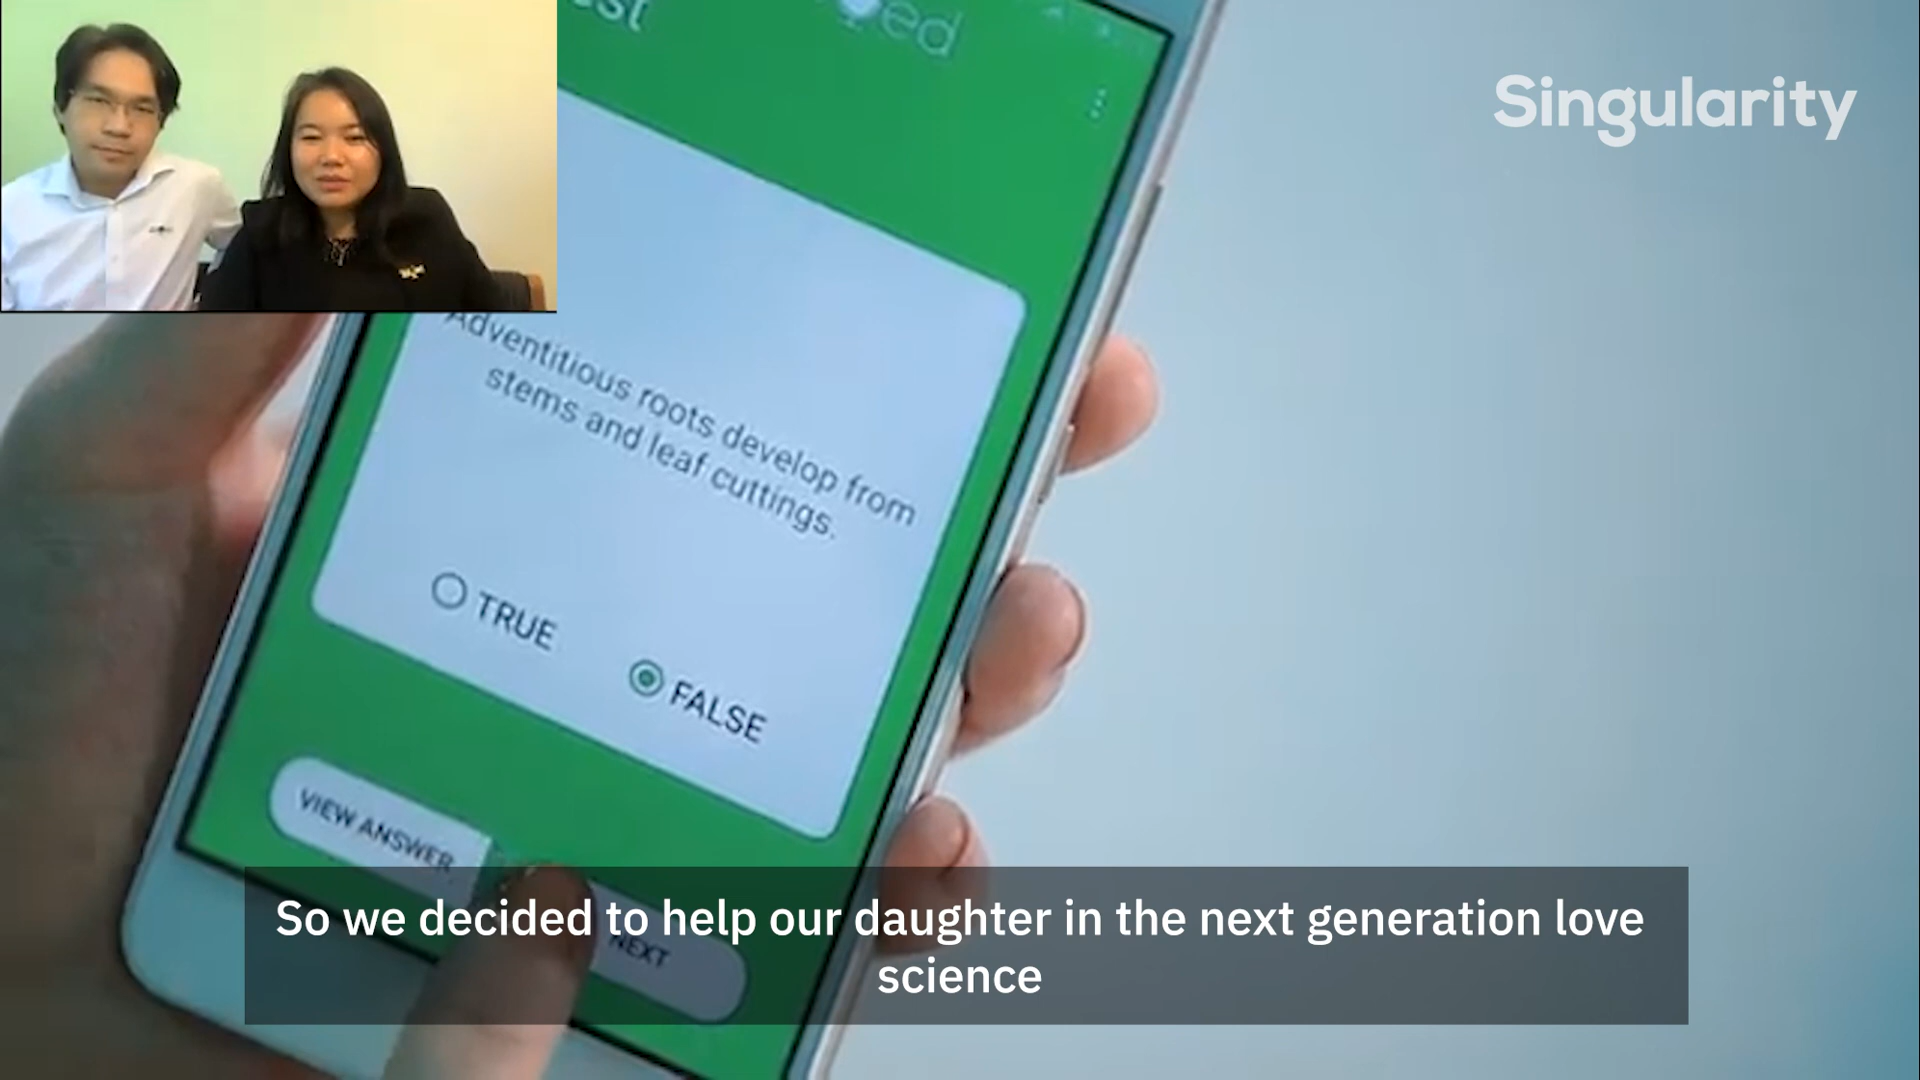 Singularity
Adventitious roots develop from
stems and leaf cuttings.
TRUE
FALSE
VIEW ANSWER
NEXT
So we decided to help our daughter in the next generation love
science